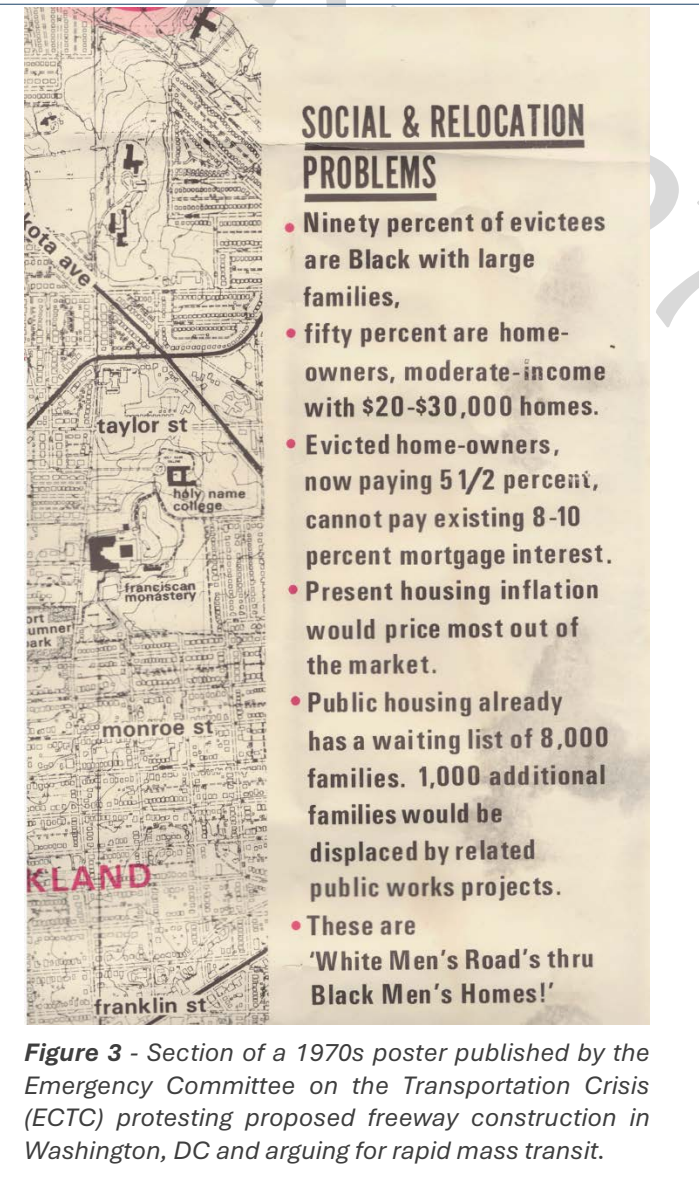 kota ave
taylor st
holy name
college
franciscan
monastery
ort
umner
ark
monroe st
KLAND
franklin st
SOCIAL & RELOCATION
PROBLEMS
• Ninety percent of evictees
are Black with large
families,
• fifty percent are home-
owners, moderate-income
with $20-$30,000 homes.
• Evicted home-owners,
now paying 5 1/2 percent,
cannot pay existing 8-10
percent mortgage interest.
• Present housing inflation
would price most out of
the market.
• Public housing already
has a waiting list of 8,000
families. 1,000 additional
families would be
displaced by related
public works projects.
• These are
'White Men's Road's thru
Black Men's Homes!'
Figure 3 - Section of a 1970s poster published by the
Emergency Committee on the Transportation Crisis
(ECTC) protesting proposed freeway construction in
Washington, DC and arguing for rapid mass transit.